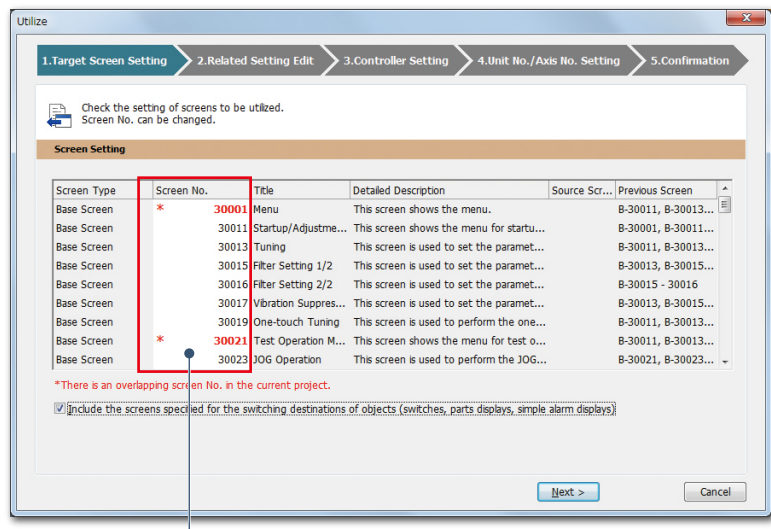 Utilize
x
1.Target Screen Setting 2.Related Setting Edit 3.Controller Setting 4.Unit No./Axis No. Setting 5.Confirmation
Check the setting of screens to be utilized.
Screen No. can be changed.
Screen Setting
Screen Type Screen No. Title Detailed Description Source Scr... Previous Screen
Base Screen * 30001 Menu This screen shows the menu. B-30011, B-30013...
Base Screen 30011 Startup/Adjustme... This screen shows the menu for startu... B-30001, B-30011...
Base Screen 30013 Tuning This screen is used to set the paramet... B-30011, B-30013...
Base Screen 30015 Filter Setting 1/2 This screen is used to set the paramet... B-30013, B-30015...
Base Screen 30016 Filter Setting 2/2 This screen is used to set the paramet... B-30015 - 30016
Base Screen 30017 Vibration Suppres... This screen is used to set the paramet... B-30013, B-30015...
Base Screen 30019 One-touch Tuning This screen is used to perform the one... B-30011, B-30013...
Base Screen * 30021 Test Operation M... This screen shows the menu for test o... B-30011, B-30013...
Base Screen 30023 JOG Operation This screen is used to perform the JOG... B-30021, B-30023...
*There is an overlapping screen No. in the current project.
Include the screens specified for the switching destinations of objects (switches, parts displays, simple alarm displays)
Next > Cancel